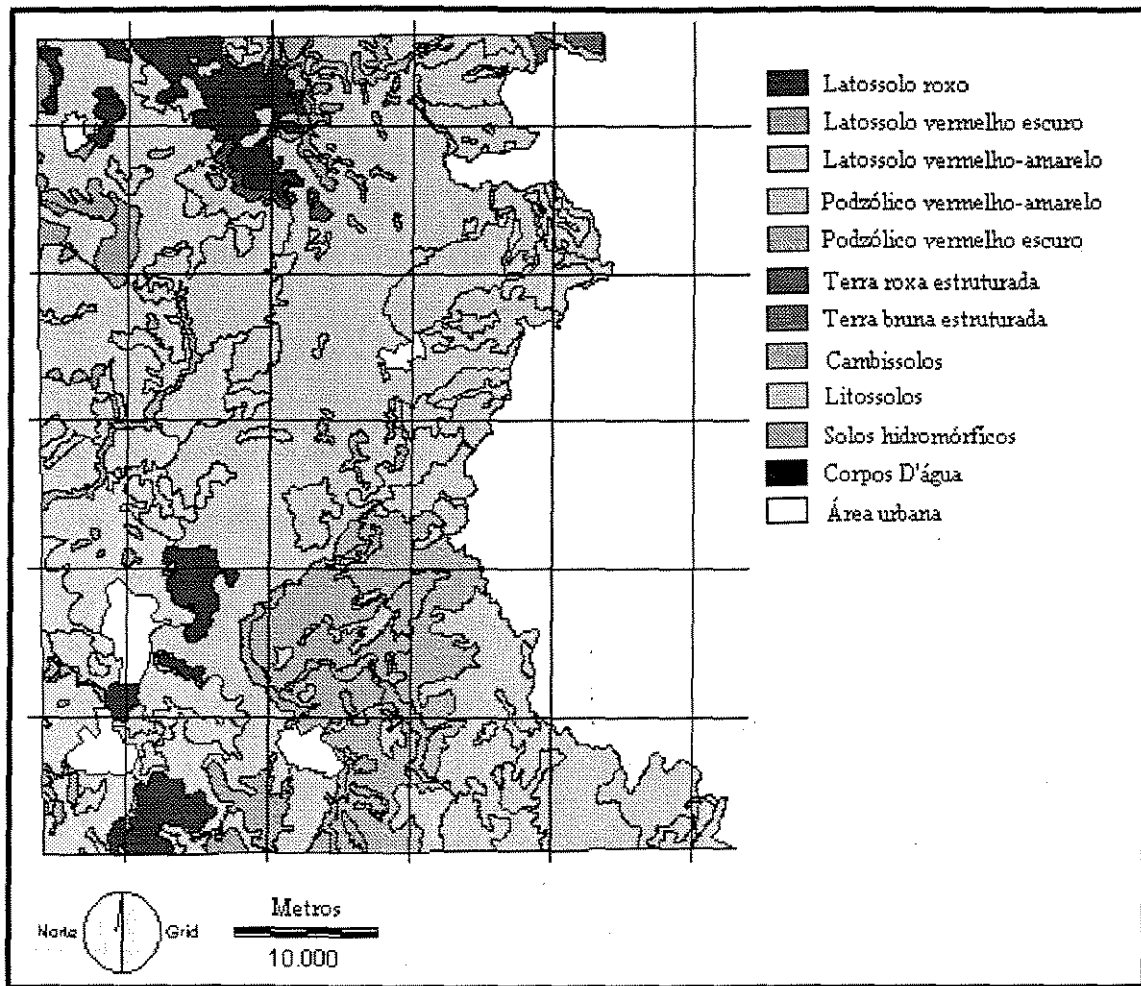 Latossolo roxo
Latossolo vermelho escuro
Latossolo vermelho-amarelo
Podzólico vermelho-amarelo
Podzólico vermelho escuro
Terra roxa estruturada
Terra bruna estruturada
Cambissolos
Litossolos
Solos hidromórficos
Corpos D'água
Área urbana
Norte
Grid
Metros
10.000